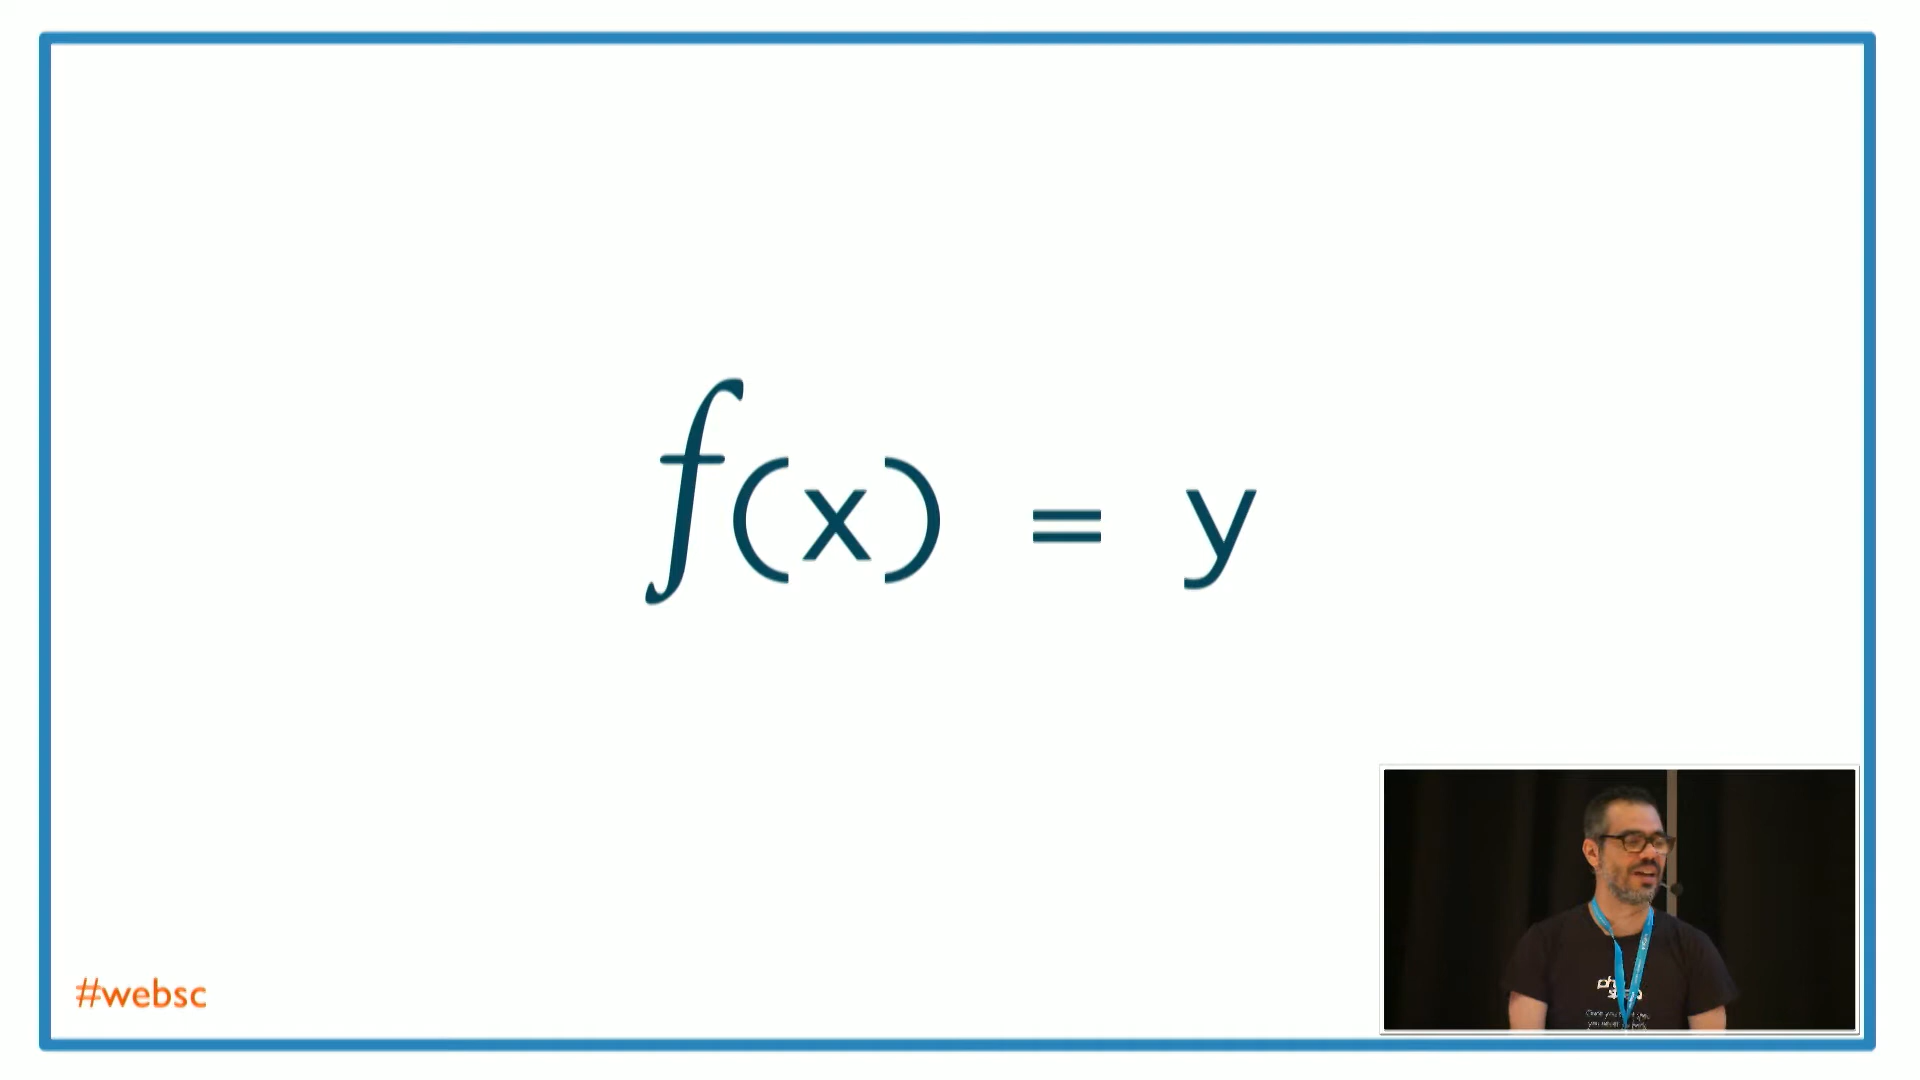 f(x) = y
#websc